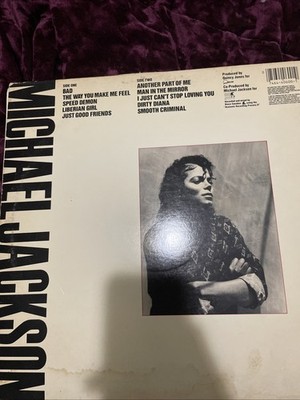 SIDE ONE
BAD
THE WAY YOU MAKE ME FEEL
SPEED DEMON
LIBERIAN GIRL
JUST GOOD FRIENDS
SIDE TWO
ANOTHER PART OF ME
MAN IN THE MIRROR
I JUST CAN'T STOP LOVING YOU
DIRTY DIANA
SMOOTH CRIMINAL
Produced by
Quincy Jones for
Co-Produced by
Michael Jackson for
MICHAEL JACKSON